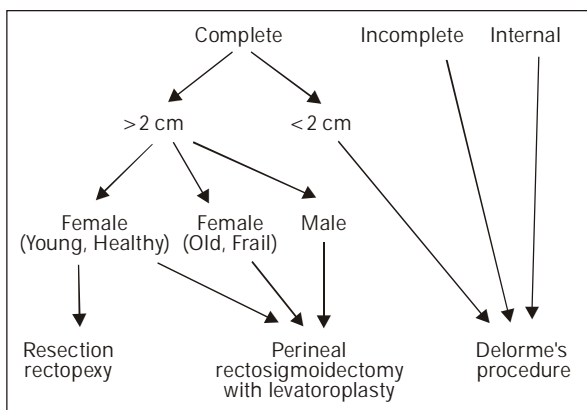 Complete Incomplete Internal
>2 cm <2 cm
Female Female Male
(Young, Healthy) (Old, Frail)
Resection Perineal Delorme's
rectopexy rectosigmoidectomy procedure
with levatoroplasty